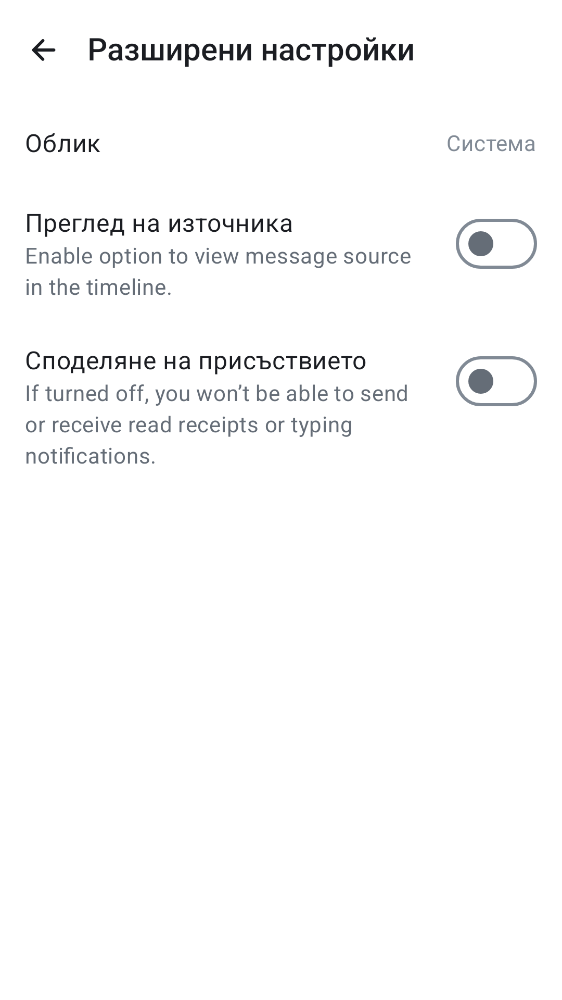 Разширени настройки
Облик
Система
Преглед на източника
Enable option to view message source
in the timeline.
Споделяне на присъствието
If turned off, you won’t be able to send
or receive read receipts or typing
notifications.